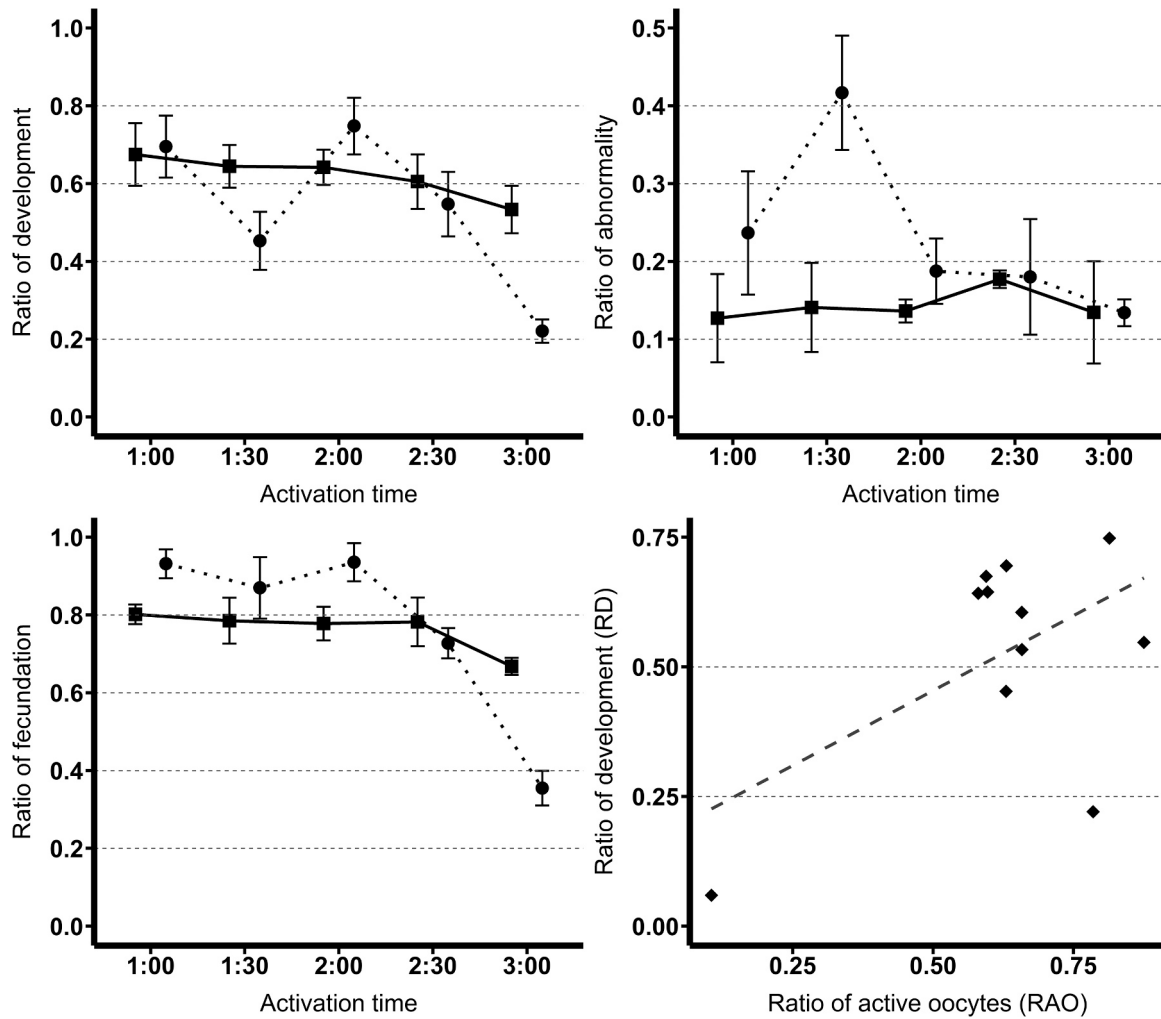 Ratio of development
1.0
0.8
0.6
0.4
0.2
0.0
1:00 1:30 2:00 2:30 3:00
Activation time
Ratio of abnormality
0.5
0.4
0.3
0.2
0.1
0.0
1:00 1:30 2:00 2:30 3:00
Activation time
Ratio of fecundation
1.0
0.8
0.6
0.4
0.2
0.0
1:00 1:30 2:00 2:30 3:00
Activation time
Ratio of development (RD)
0.75
0.50
0.25
0.00
0.25 0.50 0.75
Ratio of active oocytes (RAO)